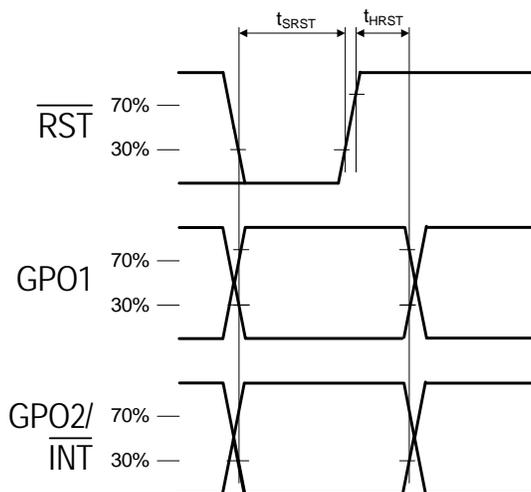 tSRST
tHRST
RST
70%
30%
GPO1
70%
30%
GPO2/
INT
70%
30%